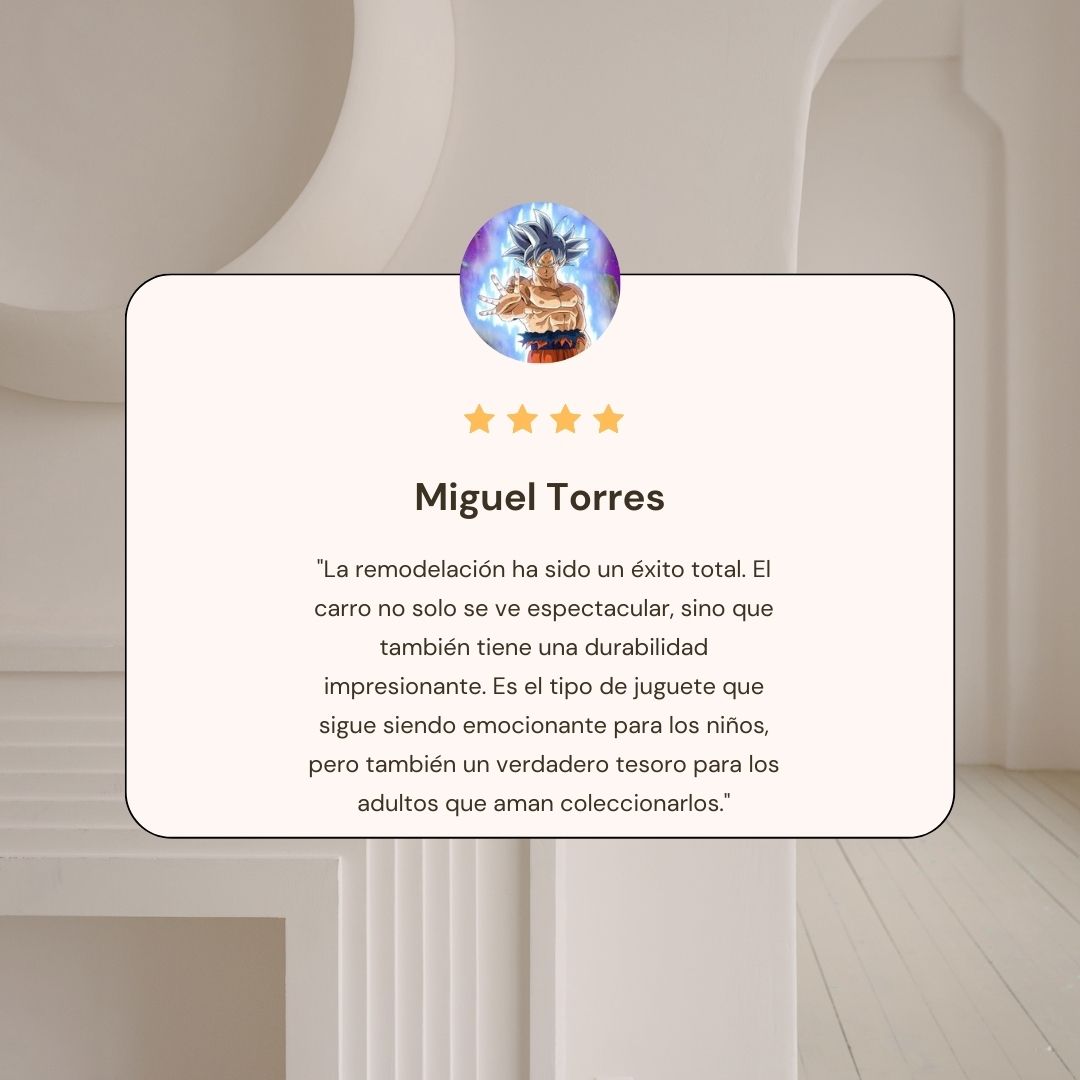 Miguel Torres
"La remodelación ha sido un éxito total. El
carro no solo se ve espectacular, sino que
también tiene una durabilidad
impresionante. Es el tipo de juguete que
sigue siendo emocionante para los niños,
pero también un verdadero tesoro para los
adultos que aman coleccionarlos."